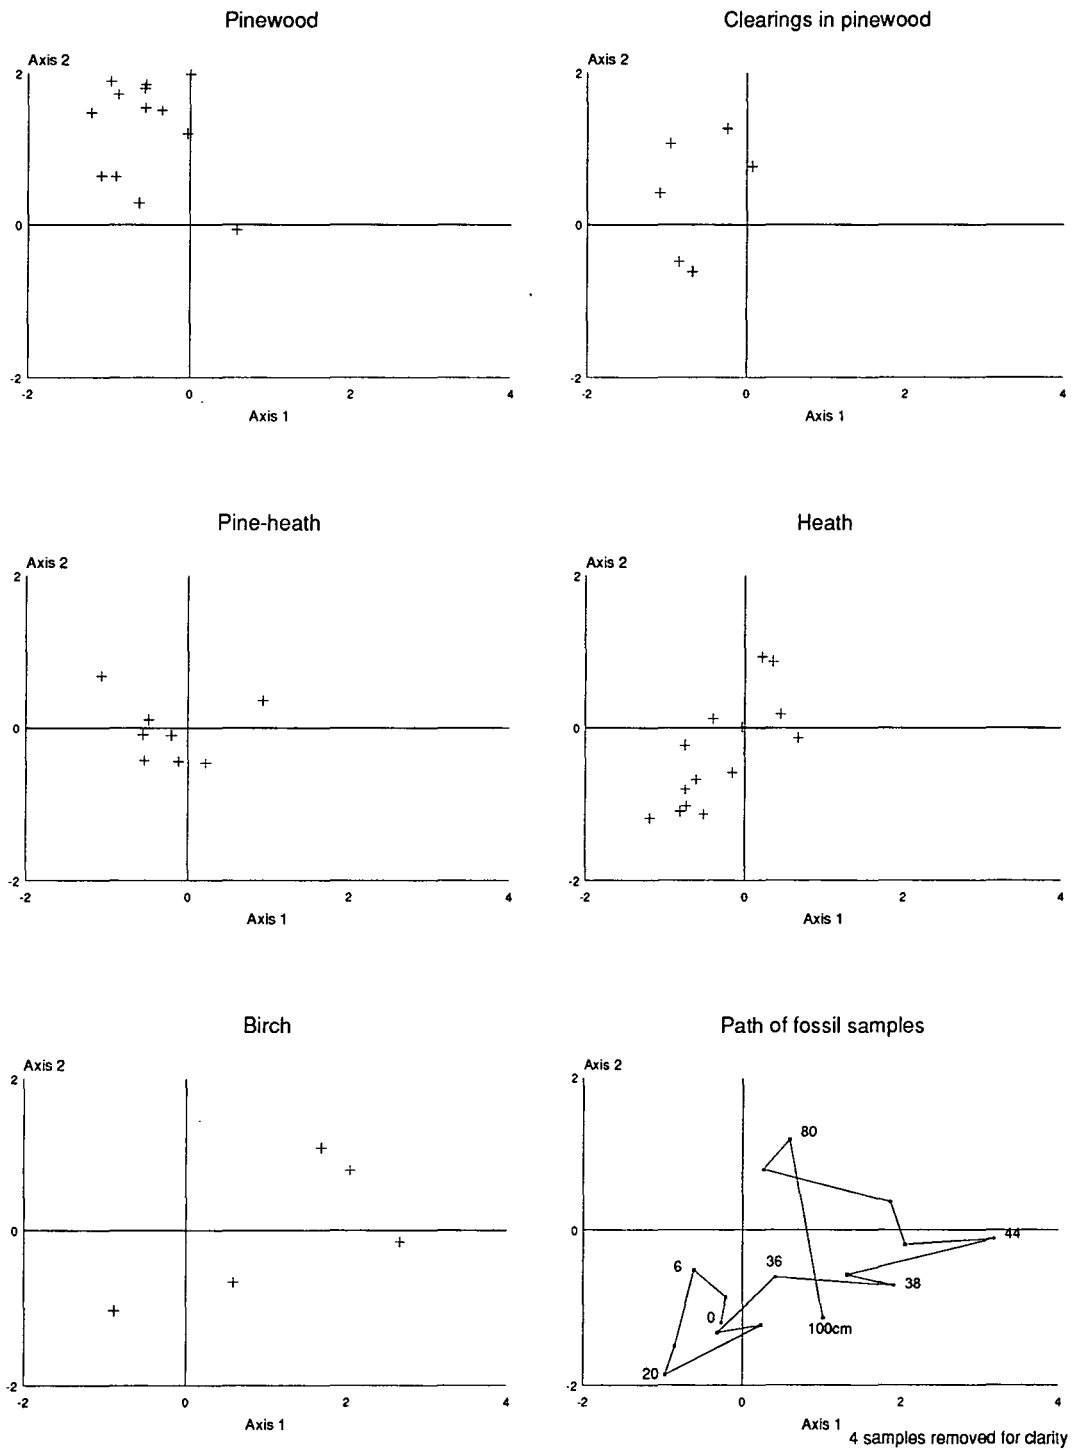 Pinewood
Axis 2
2
0
-2
-2 0 2 4
Axis 1
Clearings in pinewood
Axis 2
2
0
-2
-2 0 2 4
Axis 1
Pine-heath
Axis 2
2
0
-2
-2 0 2 4
Axis 1
Heath
Axis 2
2
0
-2
-2 0 2 4
Axis 1
Birch
Axis 2
2
0
-2
-2 0 2 4
Axis 1
Path of fossil samples
Axis 2
2
80
0
44
36
6
38
0
100cm
20
-2
-2 0 2 4
Axis 1
4 samples removed for clarity